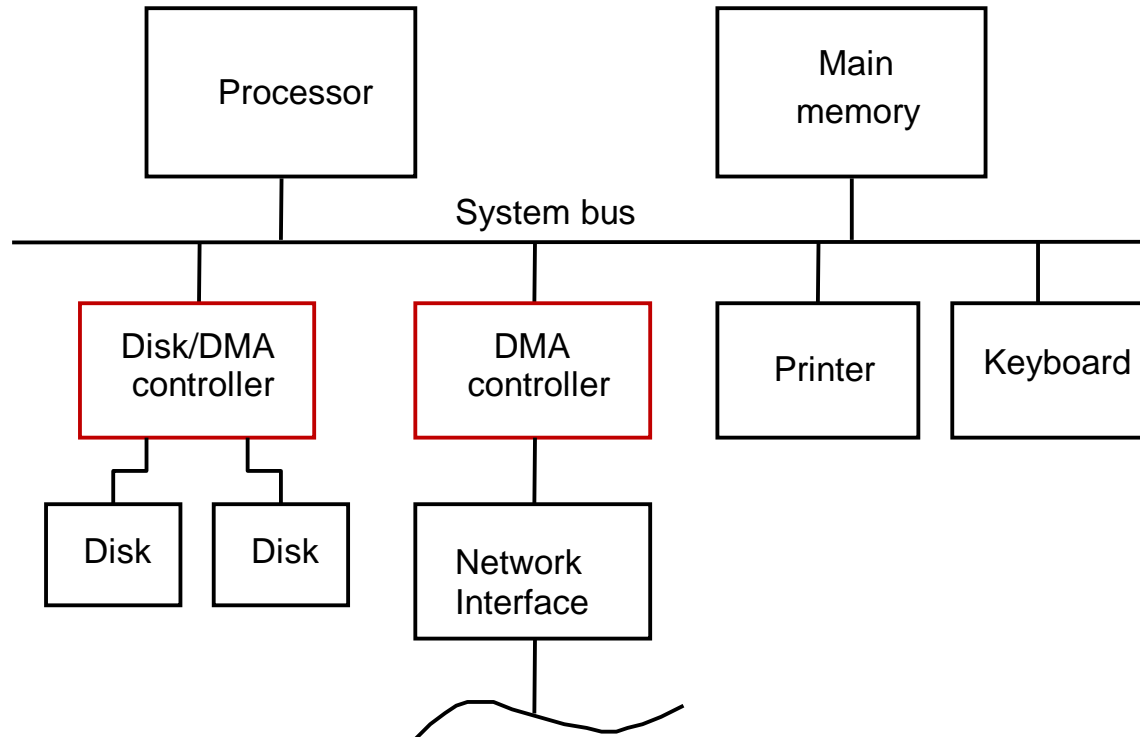 Processor
Main
memory
System bus
Disk/DMA
controller
DMA
controller
Printer
Keyboard
Disk
Disk
Network
Interface